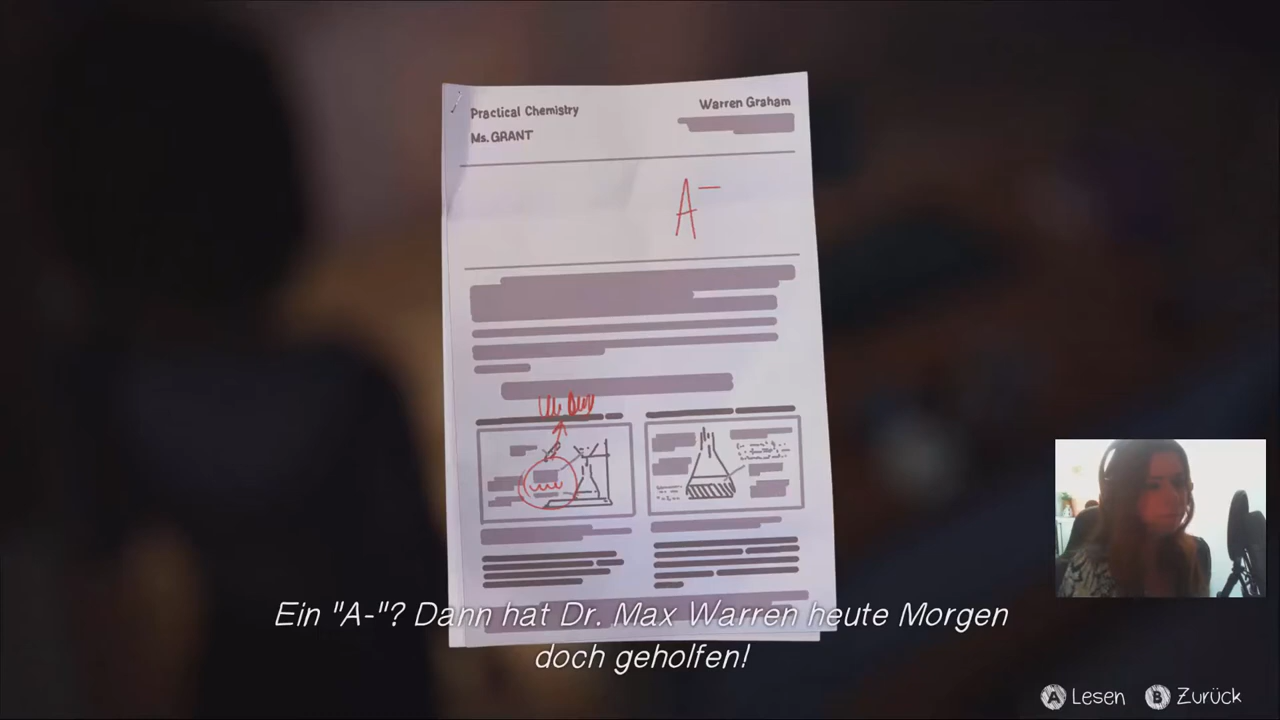 Practical Chemistry
Warren Graham
Ms. GRANT
A-
Ein "A-"? Dann hat Dr. Max Warren heute Morgen
doch geholfen!
A Lesen B Zurück